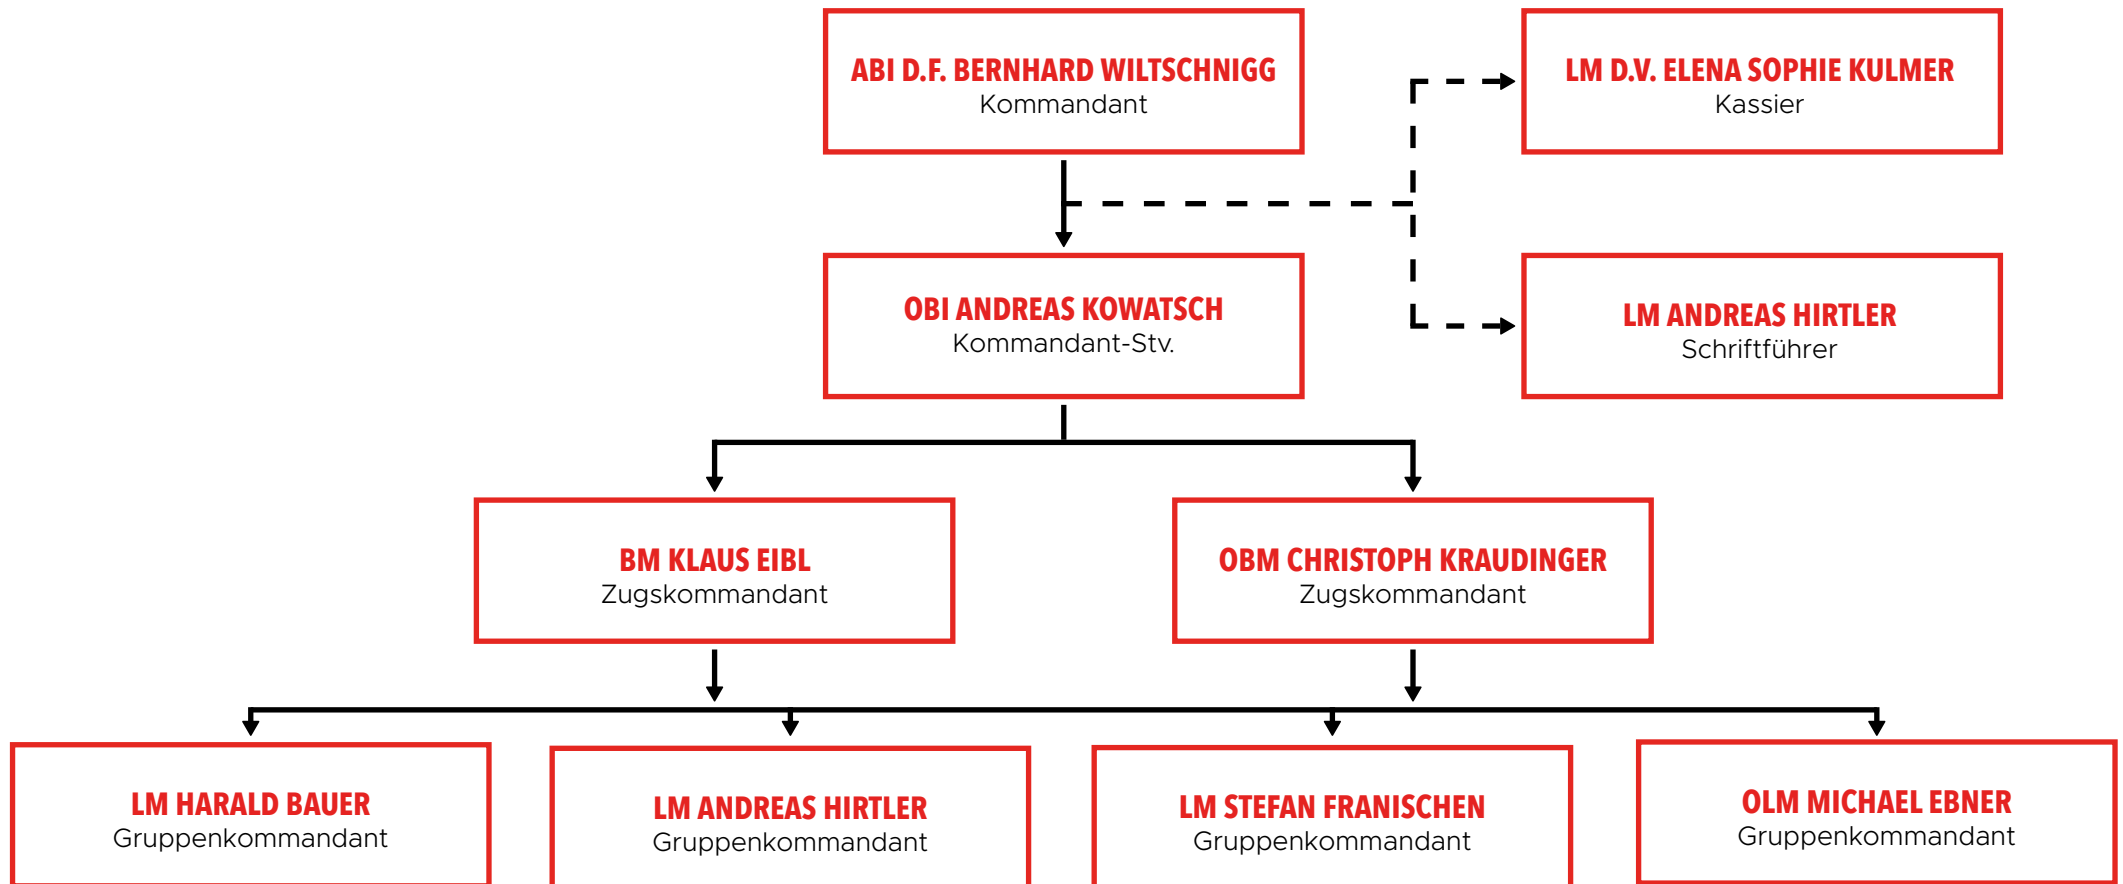 ABI D.F. BERNHARD WILTSCHNIGG
Kommandant
LM D.V. ELENA SOPHIE KULMER
Kassier
OBI ANDREAS KOWATSCH
Kommandant-Stv.
LM ANDREAS HIRTLER
Schriftführer
BM KLAUS EIBL
Zugskommandant
OBM CHRISTOPH KRAUDINGER
Zugskommandant
LM HARALD BAUER
Gruppenkommandant
LM ANDREAS HIRTLER
Gruppenkommandant
LM STEFAN FRANISCHEN
Gruppenkommandant
OLM MICHAEL EBNER
Gruppenkommandant